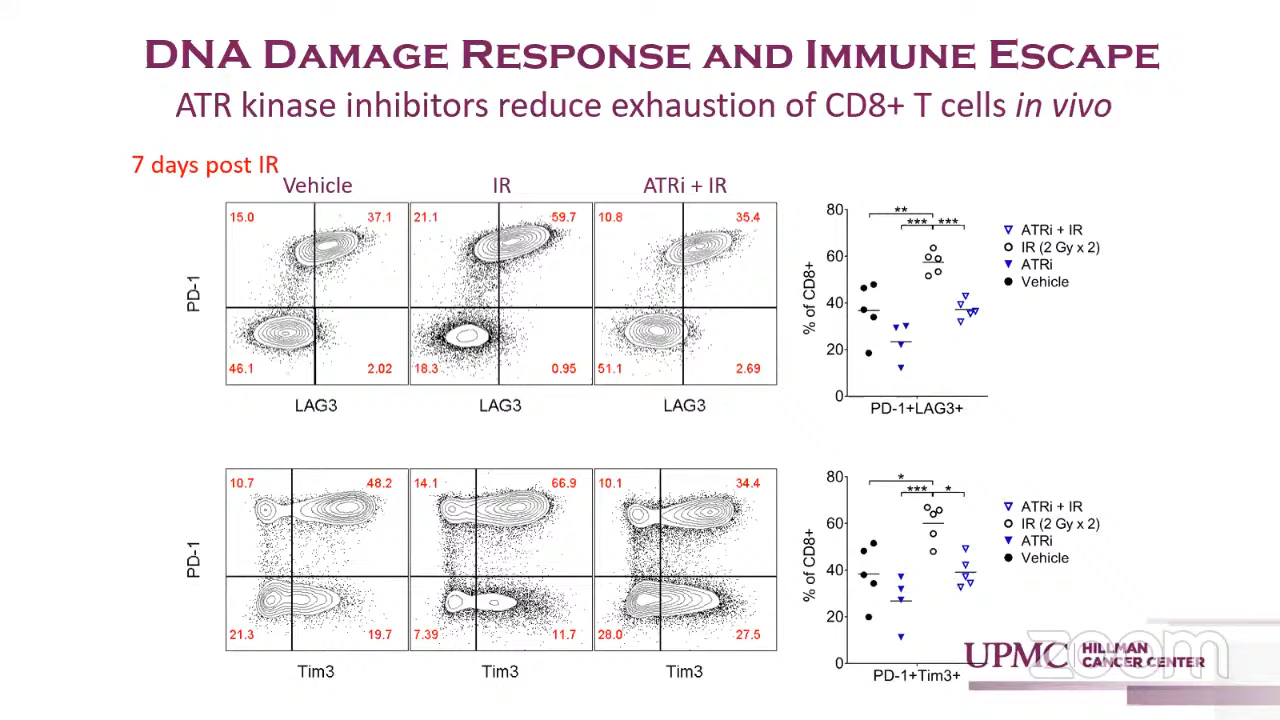 DNA Damage Response and Immune Escape
ATR kinase inhibitors reduce exhaustion of CD8+ T cells in vivo
7 days post IR
Vehicle IR ATRi + IR
15.0 37.1 21.1 59.7 10.8 35.4
PD-1
46.1 2.02 18.3 0.95 51.1 2.69
LAG3 LAG3 LAG3
80
60
40
20
0
% of CD8+
** *** ***
PD-1+LAG3+
ATRi + IR
IR (2 Gy x 2)
ATRi
Vehicle
10.7 48.2 14.1 66.9 10.1 34.4
PD-1
21.3 19.7 7.39 11.7 28.0 27.5
Tim3 Tim3 Tim3
80
60
40
20
0
% of CD8+
* *** *
PD-1+Tim3+
ATRi + IR
IR (2 Gy x 2)
ATRi
Vehicle
UPMC HILLMAN
CANCER CENTER
zoom